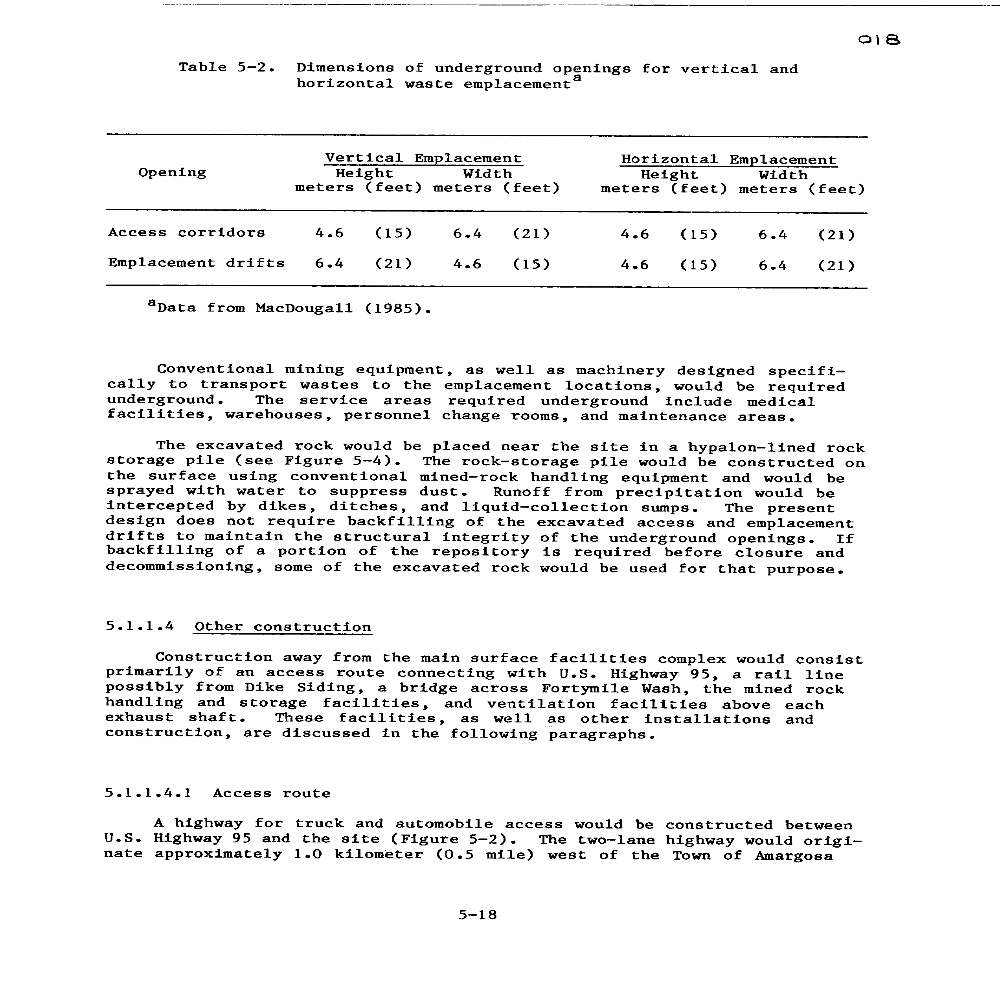 018
Table 5-2. Dimensions of underground openings for vertical and
horizontal waste emplacementa
Vertical Emplacement Horizontal Emplacement
Opening Height Width Height Width
meters (feet) meters (feet) meters (feet) meters (feet)
Access corridors 4.6 (15) 6.4 (21) 4.6 (15) 6.4 (21)
Emplacement drifts 6.4 (21) 4.6 (15) 4.6 (15) 6.4 (21)
aData from MacDougall (1985).
Conventional mining equipment, as well as machinery designed specifi-
cally to transport wastes to the emplacement locations, would be required
underground. The service areas required underground include medical
facilities, warehouses, personnel change rooms, and maintenance areas.
The excavated rock would be placed near the site in a hypalon-lined rock
storage pile (see Figure 5-4). The rock-storage pile would be constructed on
the surface using conventional mined-rock handling equipment and would be
sprayed with water to suppress dust. Runoff from precipitation would be
intercepted by dikes, ditches, and liquid-collection sumps. The present
design does not require backfilling of the excavated access and emplacement
drifts to maintain the structural integrity of the underground openings. If
backfilling of a portion of the repository is required before closure and
decommissioning, some of the excavated rock would be used for that purpose.
5.1.1.4 Other construction
Construction away from the main surface facilities complex would consist
primarily of an access route connecting with U.S. Highway 95, a rail line
possibly from Dike Siding, a bridge across Fortymile Wash, the mined rock
handling and storage facilities, and ventilation facilities above each
exhaust shaft. These facilities, as well as other installations and
construction, are discussed in the following paragraphs.
5.1.1.4.1 Access route
A highway for truck and automobile access would be constructed between
U.S. Highway 95 and the site (Figure 5-2). The two-lane highway would origi-
nate approximately 1.0 kilometer (0.5 mile) west of the Town of Amargosa
5-18